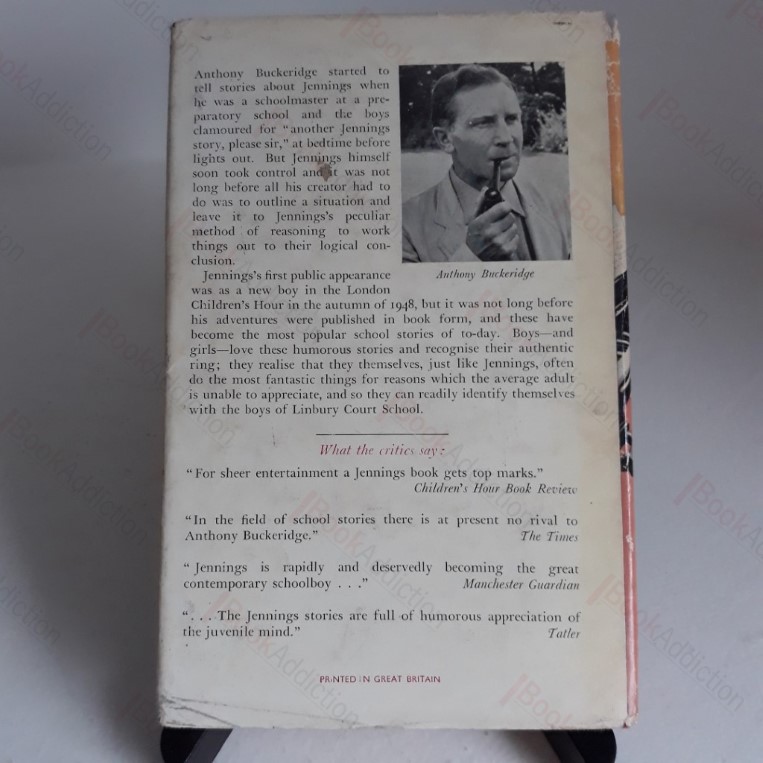 Anthony Buckeridge started to
tell stories about Jennings when
he was a schoolmaster at a pre-
paratory school and the boys
clamoured for "another Jennings
story, please sir," at bedtime before
lights out. But Jennings himself
soon took control and it was not
long before all his creator had to
do was to outline a situation and
leave it to Jennings's peculiar
method of reasoning to work
things out to their logical con-
clusion.
Anthony Buckeridge
Jennings's first public appearance
was as a new boy in the London
Children's Hour in the autumn of 1948, but it was not long before
his adventures were published in book form, and these have
become the most popular school stories of to-day. Boys—and
girls—love these humorous stories and recognise their authentic
ring; they realise that they themselves, just like Jennings, often
do the most fantastic things for reasons which the average adult
is unable to appreciate, and so they can readily identify themselves
with the boys of Linbury Court School.
What the critics say:
"For sheer entertainment a Jennings book gets top marks."
Children's Hour Book Review
"In the field of school stories there is at present no rival to
Anthony Buckeridge." The Times
"Jennings is rapidly and deservedly becoming the great
contemporary schoolboy . . ." Manchester Guardian
". . . The Jennings stories are full of humorous appreciation of
the juvenile mind." Tatler
PRINTED IN GREAT BRITAIN
BookAddiction